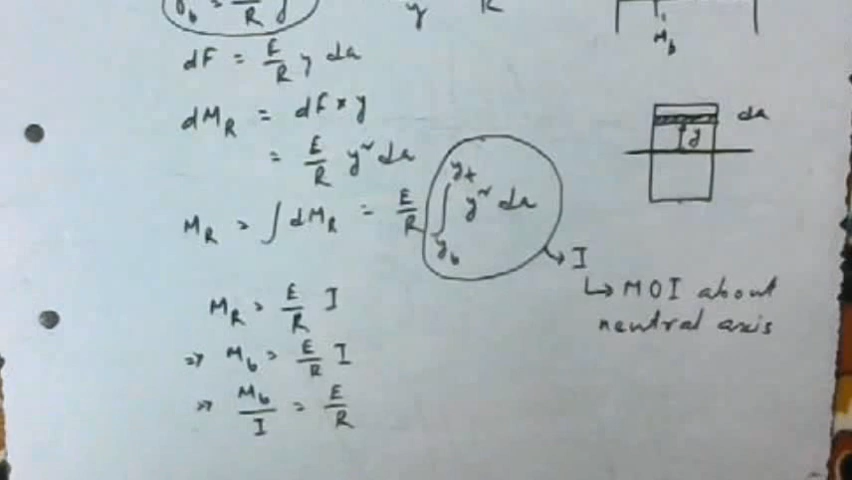 σ_b = E/R y
y R
M_b
dF = E/R y da
dM_R = dF × y
da
y
= E/R y² da
M_R = ∫ dM_R = E/R ∫_{y_b}^{y_t} y² da
→ I
M_R = E/R I
↳ MOI about
neutral axis
⇒ M_b = E/R I
⇒ M_b/I = E/R